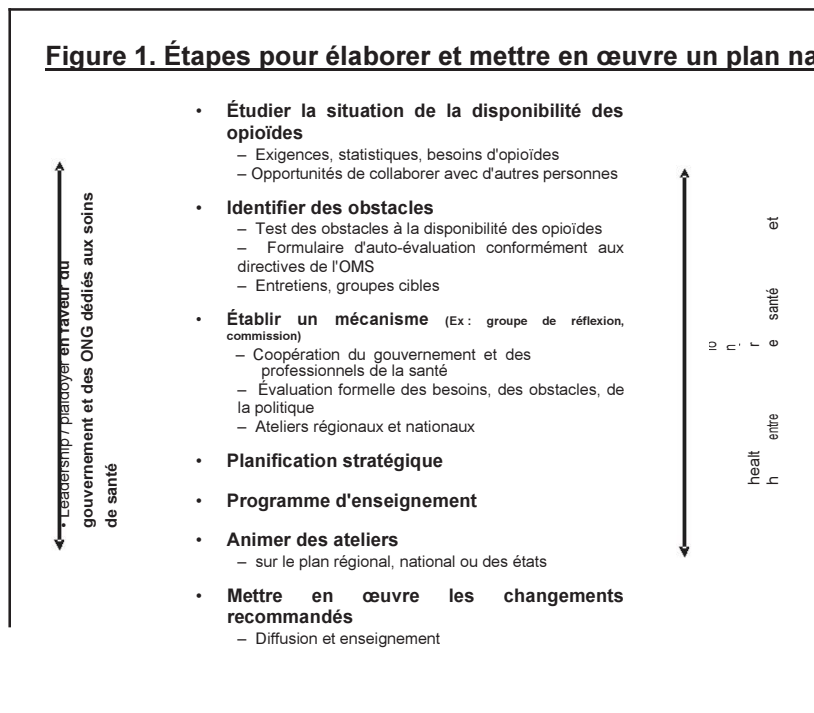 Figure 1. Étapes pour élaborer et mettre en œuvre un plan na
• Étudier la situation de la disponibilité des
opioïdes
– Exigences, statistiques, besoins d'opioïdes
– Opportunités de collaborer avec d'autres personnes
• Identifier des obstacles
– Test des obstacles à la disponibilité des opioïdes
– Formulaire d'auto-évaluation conformément aux
directives de l'OMS
– Entretiens, groupes cibles
• Établir un mécanisme (Ex : groupe de réflexion,
commission)
– Coopération du gouvernement et des
professionnels de la santé
– Évaluation formelle des besoins, des obstacles, de
la politique
– Ateliers régionaux et nationaux
• Planification stratégique
• Programme d'enseignement
• Animer des ateliers
– sur le plan régional, national ou des états
• Mettre en œuvre les changements
recommandés
– Diffusion et enseignement
• Leadership / plaidoyer en faveur du
gouvernement et des ONG dédiés aux soins
de santé
healt
h
entre
santé
et